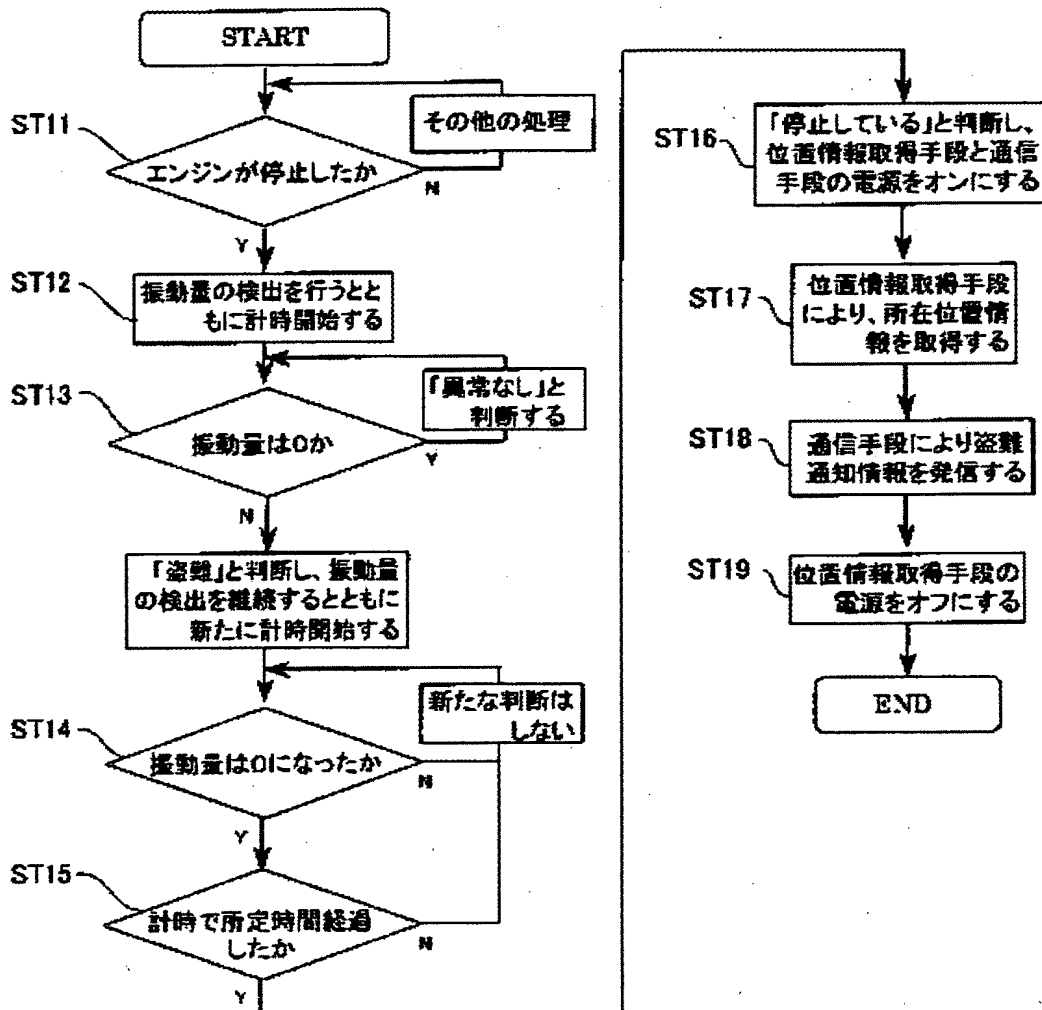 START
その他の処理
ST11
エンジンが停止したか
N
Y
ST12
振動量の検出を行うとと
もに計時開始する
「異常なし」と
判断する
ST13
振動量は0か
Y
N
「盗難」と判断し、振動量
の検出を継続するとともに
新たに計時開始する
新たな判断は
しない
ST14
振動量は0になったか
N
Y
ST15
計時で所定時間経過
したか
N
Y
ST16
「停止している」と判断し、
位置情報取得手段と通信
手段の電源をオンにする
ST17
位置情報取得手段
により、所在位置情
報を取得する
ST18
通信手段により盗難
通知情報を発信する
ST19
位置情報取得手段の
電源をオフにする
END